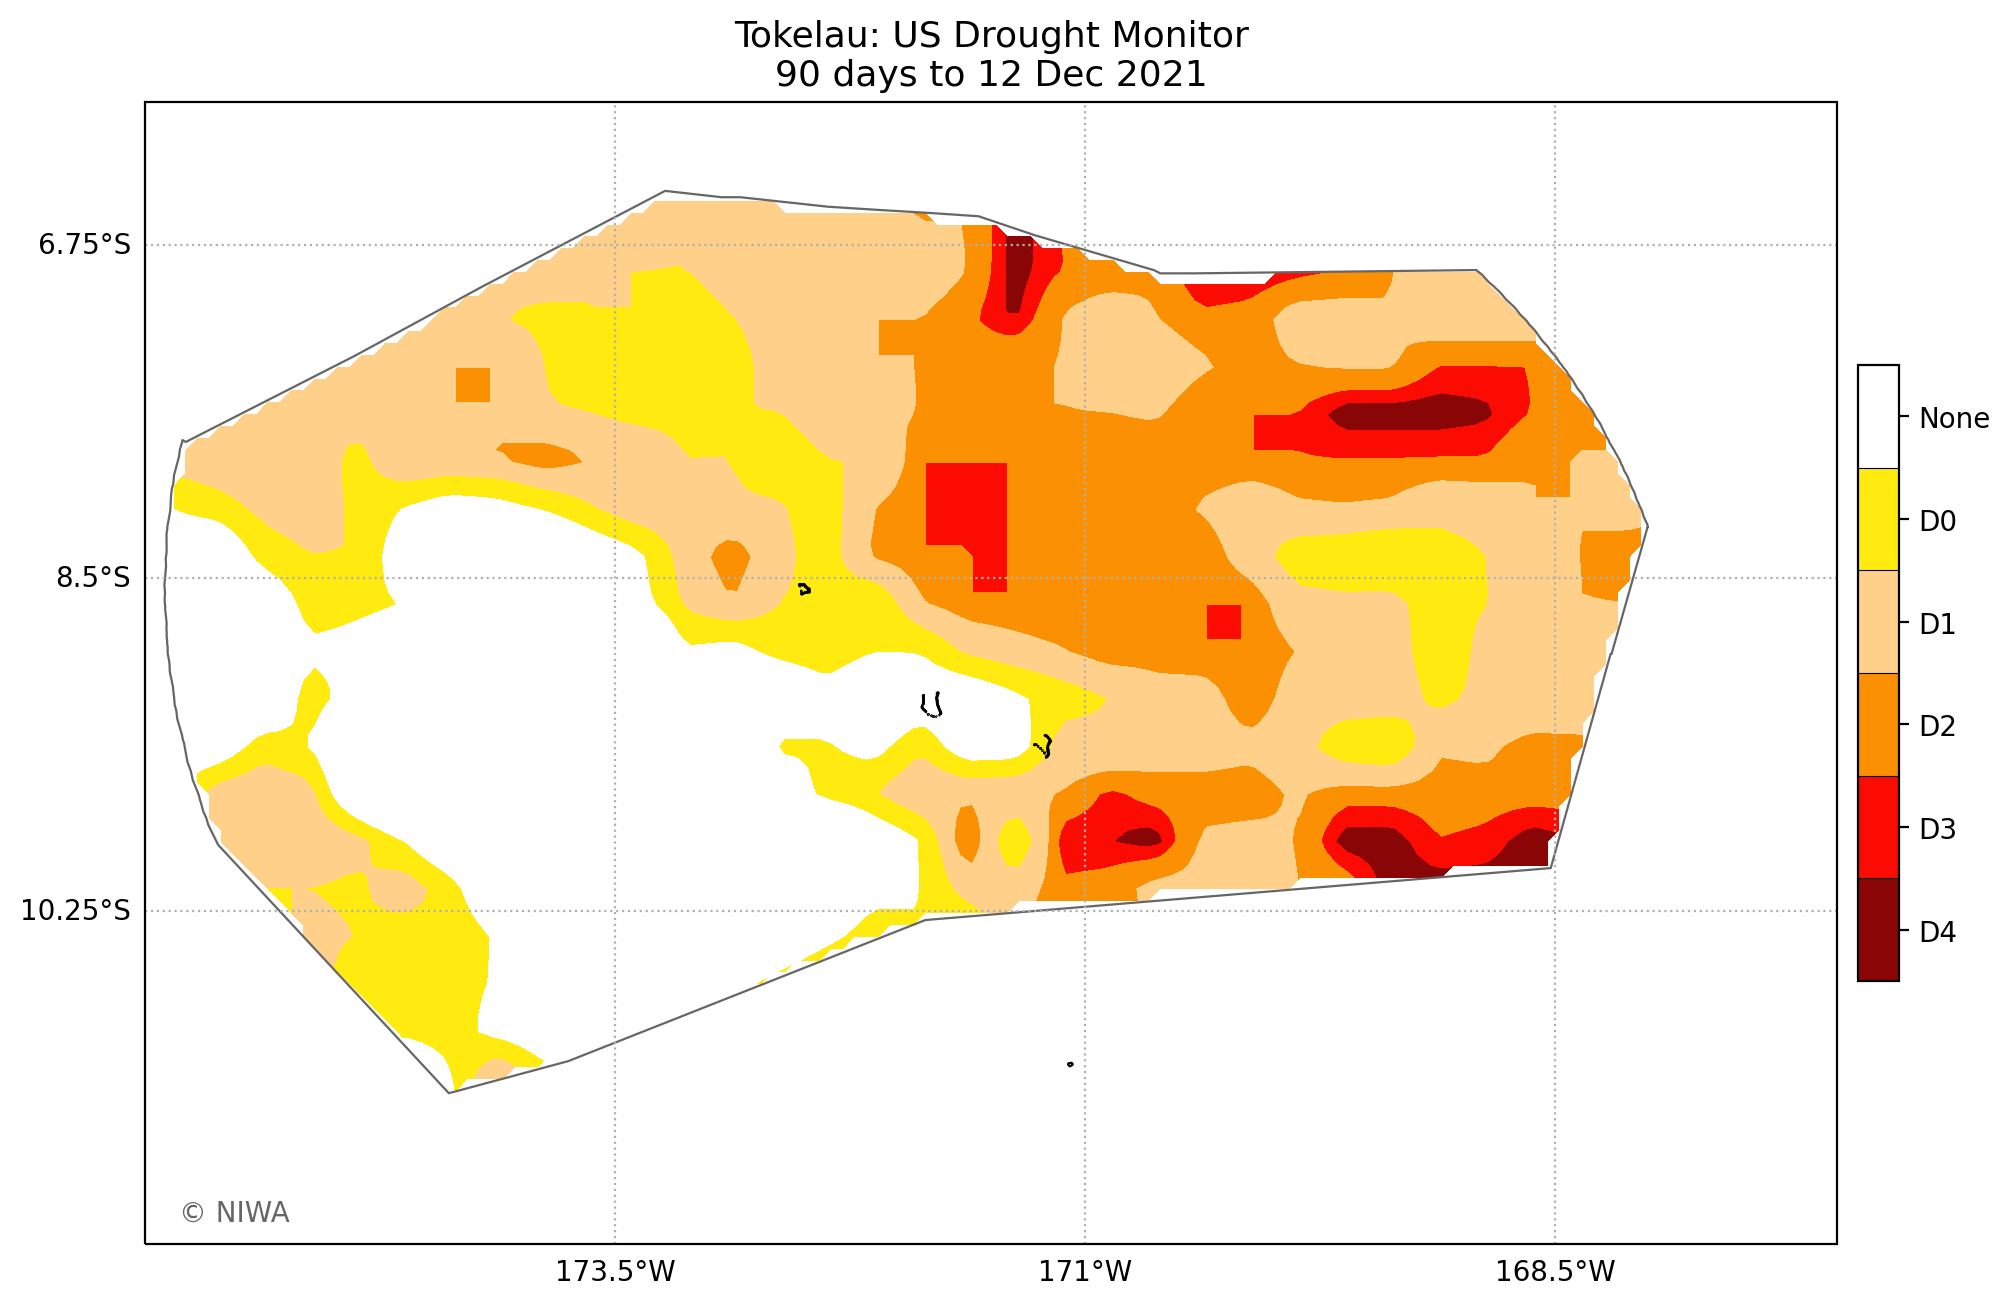 Tokelau: US Drought Monitor
90 days to 12 Dec 2021
6.75°S
8.5°S
10.25°S
173.5°W
171°W
168.5°W
None
D0
D1
D2
D3
D4
© NIWA